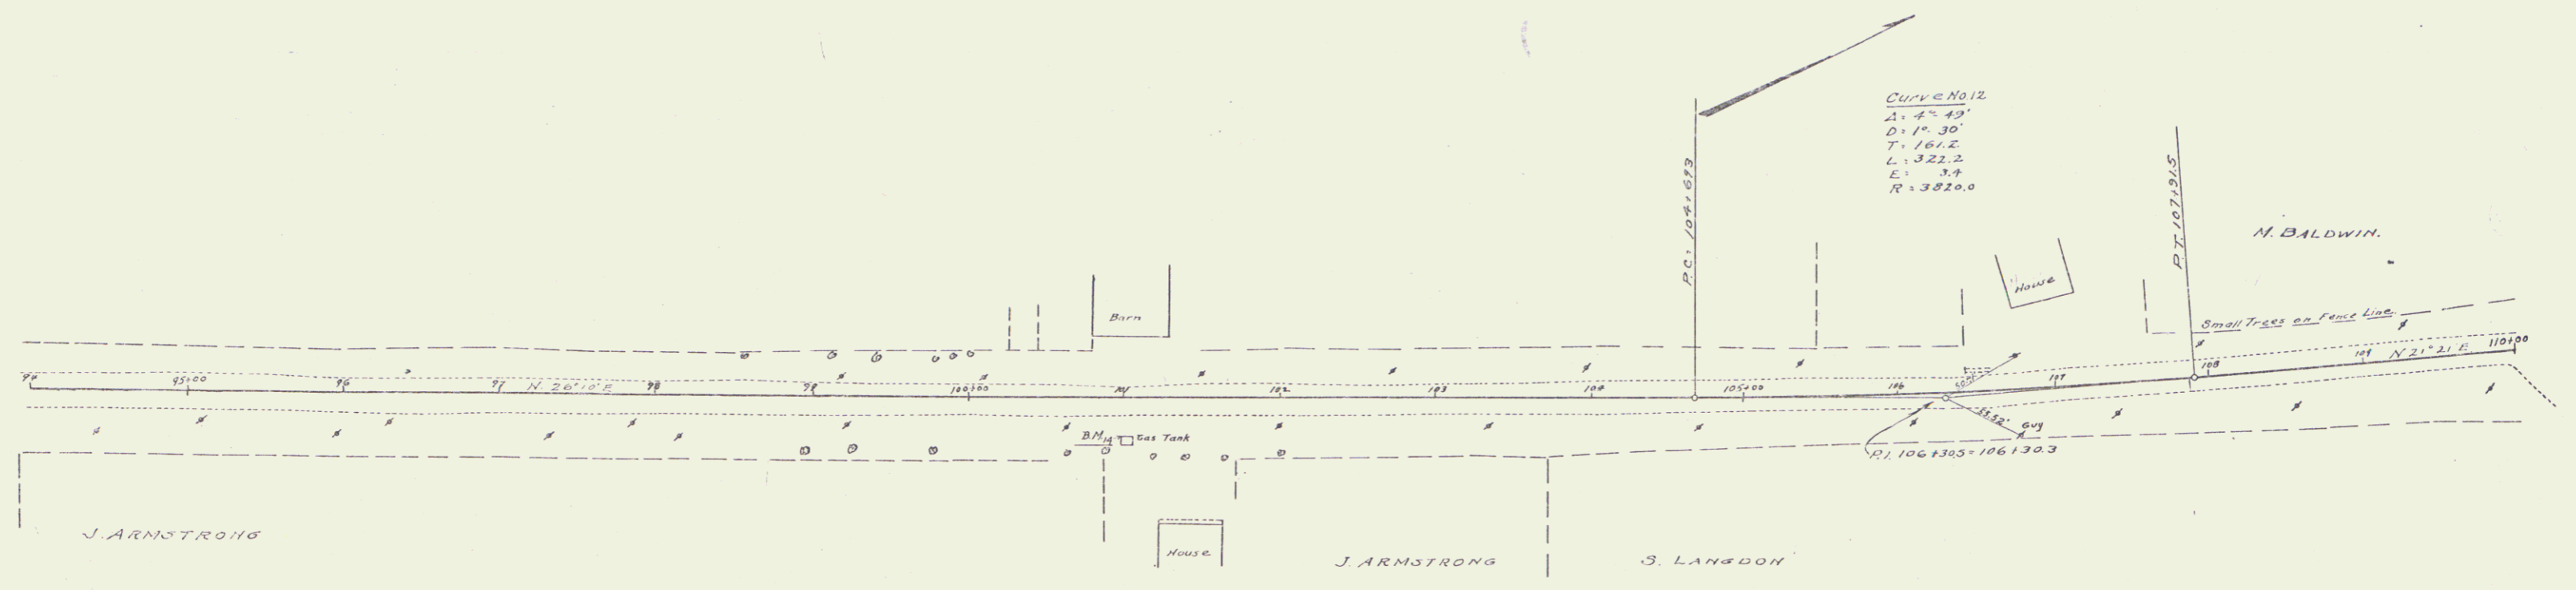 Curve No.12
Δ = 4°- 49'
D = 1°- 30'
T = 161.2
L = 322.2
E = 3.4
R = 3820.0
P.C. 104+69.3
P.T. 107+91.5
M. BALDWIN.
House
Barn
Small Trees on Fence Line
94 95+00 96 97 N. 26° 10' E 98 99 100+00 101 102 103 104 105+00 106 107 108 109 N 21° 21' E 110+00
53.52'
Guy
B.M. 14 Gas Tank
P.I. 106+30.5 = 106+30.3
J. ARMSTRONG
House
J. ARMSTRONG
S. LANGDON